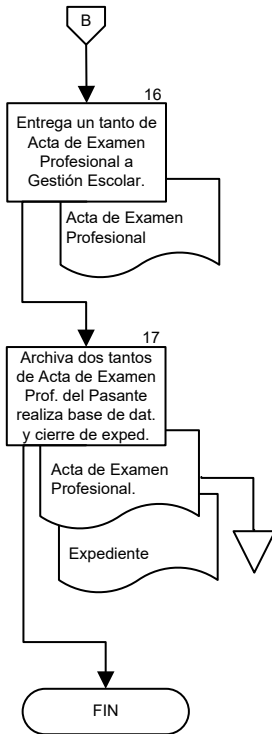 B
16
Entrega un tanto de
Acta de Examen
Profesional a
Gestión Escolar.
Acta de Examen
Profesional
17
Archiva dos tantos
de Acta de Examen
Prof. del Pasante
realiza base de dat.
y cierre de exped.
Acta de Examen
Profesional.
Expediente
FIN